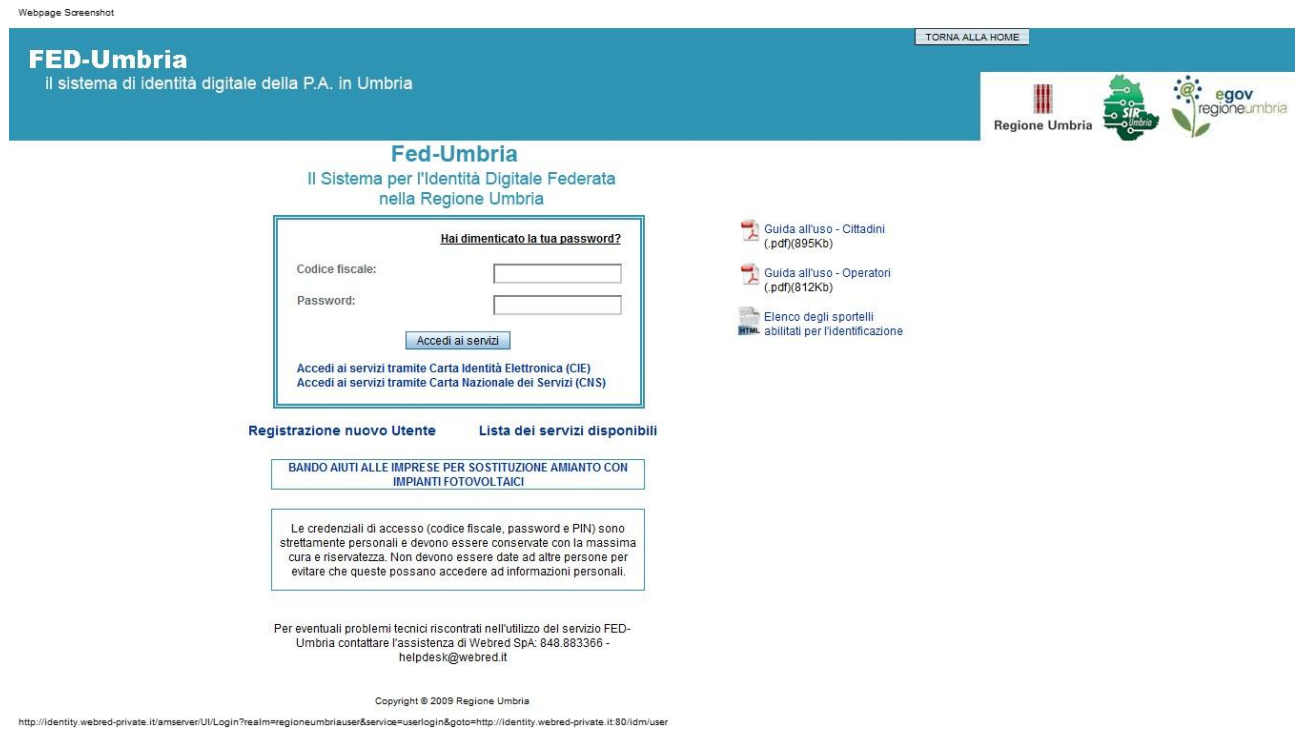 Webpage Screenshot
TORNA ALLA HOME
FED-Umbria
il sistema di identità digitale della P.A. in Umbria
Regione Umbria
SIR
Umbria
@
egov
regioneumbria
Fed-Umbria
Il Sistema per l'Identità Digitale Federata
nella Regione Umbria
Hai dimenticato la tua password?
Codice fiscale:
Password:
Accedi ai servizi
Accedi ai servizi tramite Carta Identità Elettronica (CIE)
Accedi ai servizi tramite Carta Nazionale dei Servizi (CNS)
Guida all'uso - Cittadini
(.pdf)(895Kb)
Guida all'uso - Operatori
(.pdf)(812Kb)
HTML
Elenco degli sportelli
abilitati per l'identificazione
Registrazione nuovo Utente
Lista dei servizi disponibili
BANDO AIUTI ALLE IMPRESE PER SOSTITUZIONE AMIANTO CON
IMPIANTI FOTOVOLTAICI
Le credenziali di accesso (codice fiscale, password e PIN) sono
strettamente personali e devono essere conservate con la massima
cura e riservatezza. Non devono essere date ad altre persone per
evitare che queste possano accedere ad informazioni personali.
Per eventuali problemi tecnici riscontrati nell'utilizzo del servizio FED-
Umbria contattare l'assistenza di Webred SpA: 848.883366 -
helpdesk@webred.it
Copyright © 2009 Regione Umbria
http://identity.webred-private.it/amserver/UI/Login?realm=regioneumbriauser&service=userlogin&goto=http://identity.webred-private.it:80/idm/user